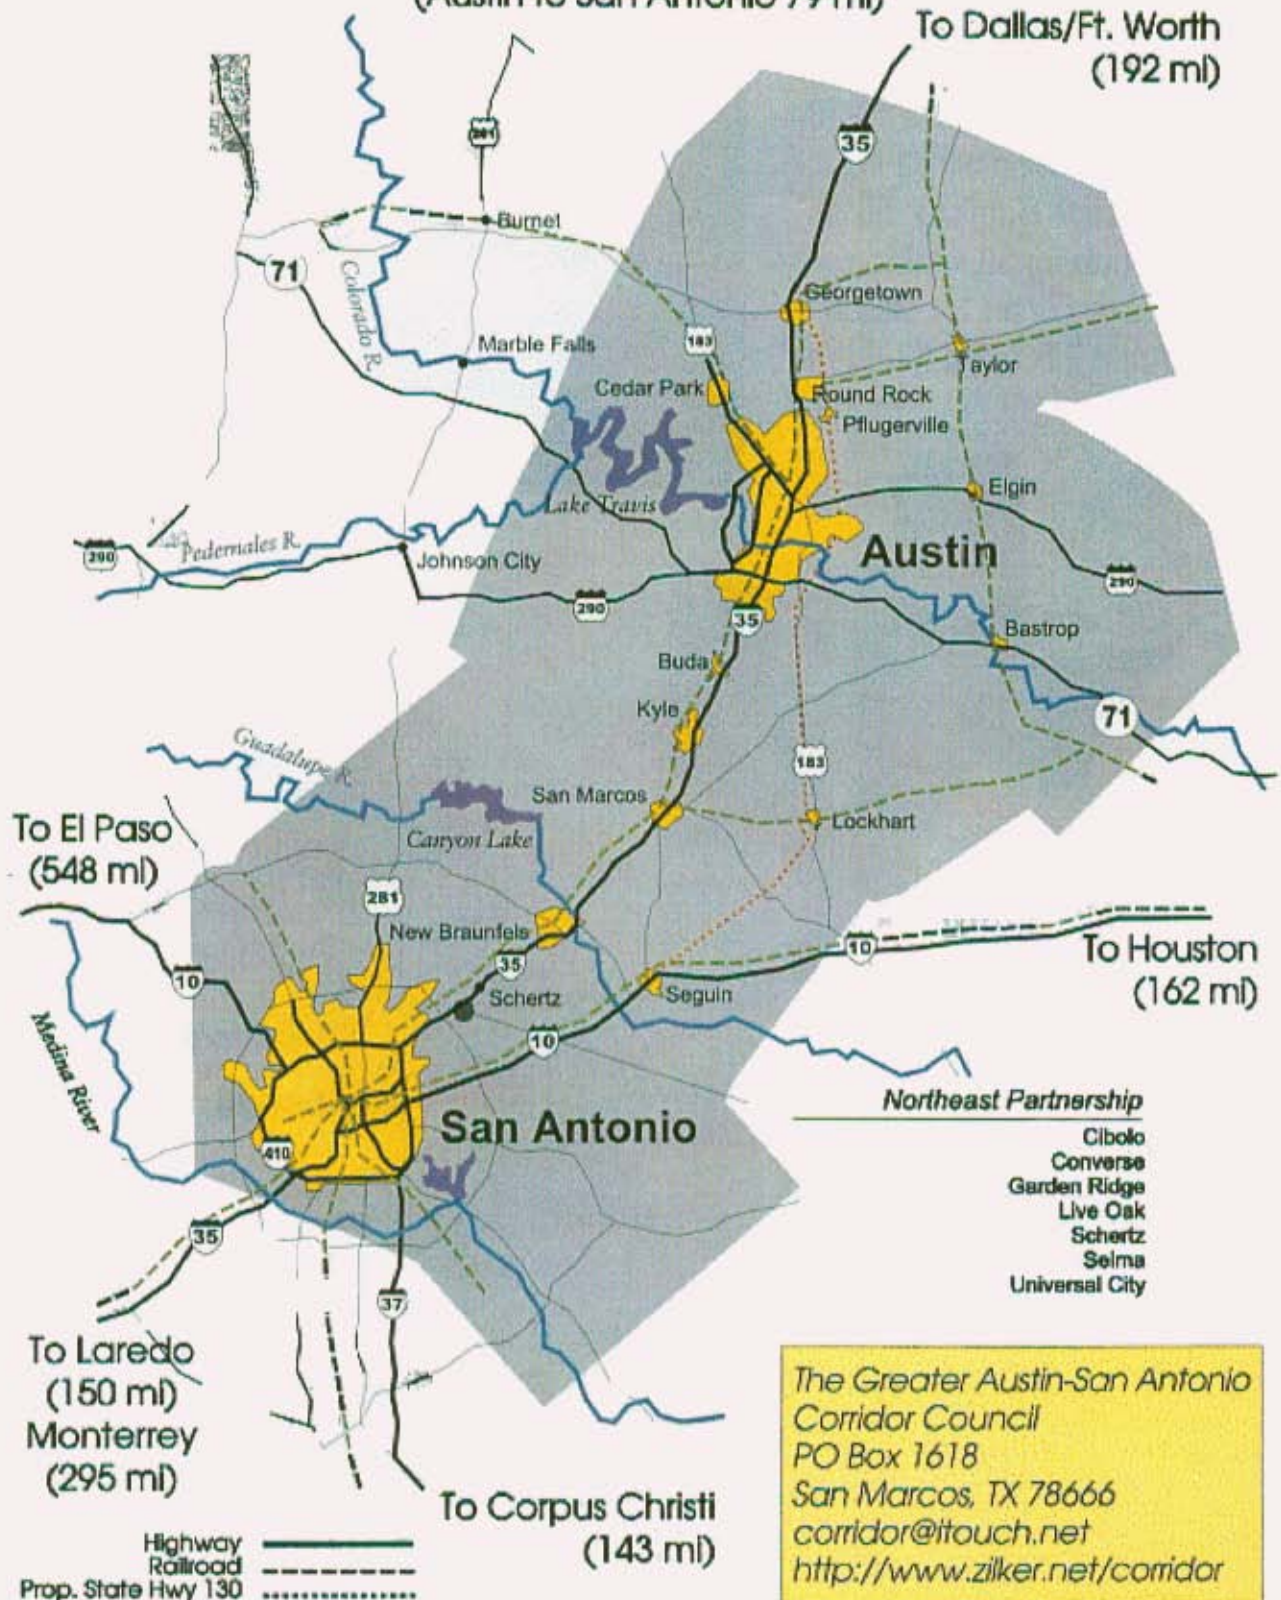 (Austin to San Antonio 79 mi)
To Dallas/Ft. Worth
(192 mi)
35
281
Burnet
71
Colorado R.
Georgetown
183
Marble Falls
Taylor
Cedar Park
Round Rock
Pflugerville
Elgin
Lake Travis
290
Pedernales R.
Johnson City
Austin
290
290
35
Bastrop
Buda
Kyle
71
Guadalupe R.
183
San Marcos
Lockhart
Canyon Lake
To El Paso
(548 mi)
281
New Braunfels
35
10
To Houston
(162 mi)
10
Schertz
Seguin
10
Medina River
Northeast Partnership
Cibolo
Converse
Garden Ridge
Live Oak
Schertz
Selma
Universal City
San Antonio
410
35
37
To Laredo
(150 mi)
Monterrey
(295 mi)
To Corpus Christi
(143 mi)
Highway
Railroad
Prop. State Hwy 130
The Greater Austin-San Antonio
Corridor Council
PO Box 1618
San Marcos, TX 78666
corridor@itouch.net
http://www.zilker.net/corridor